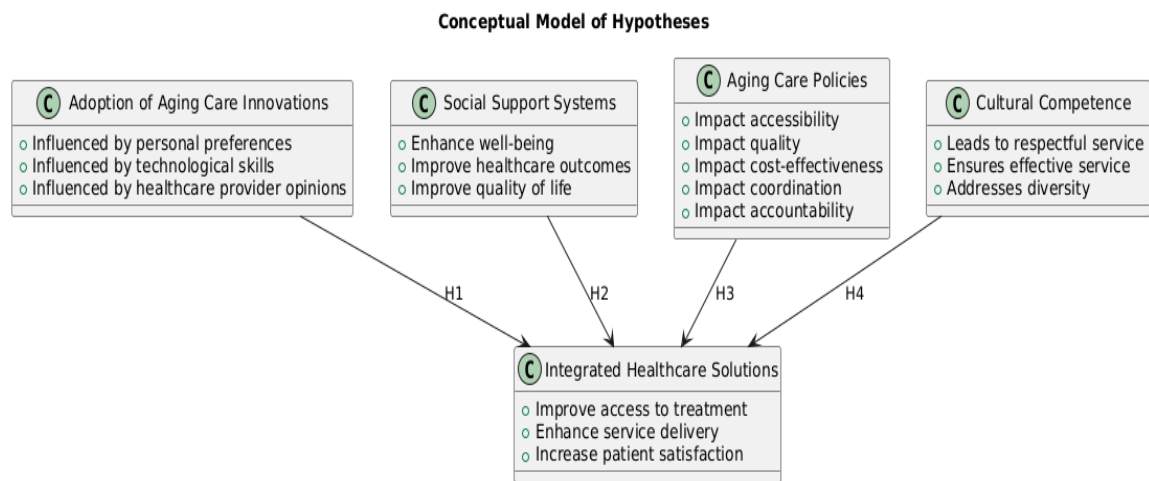 Conceptual Model of Hypotheses
C Adoption of Aging Care Innovations
Influenced by personal preferences
Influenced by technological skills
Influenced by healthcare provider opinions
C Social Support Systems
Enhance well-being
Improve healthcare outcomes
Improve quality of life
C Aging Care Policies
Impact accessibility
Impact quality
Impact cost-effectiveness
Impact coordination
Impact accountability
C Cultural Competence
Leads to respectful service
Ensures effective service
Addresses diversity
H1
H2
H3
H4
C Integrated Healthcare Solutions
Improve access to treatment
Enhance service delivery
Increase patient satisfaction